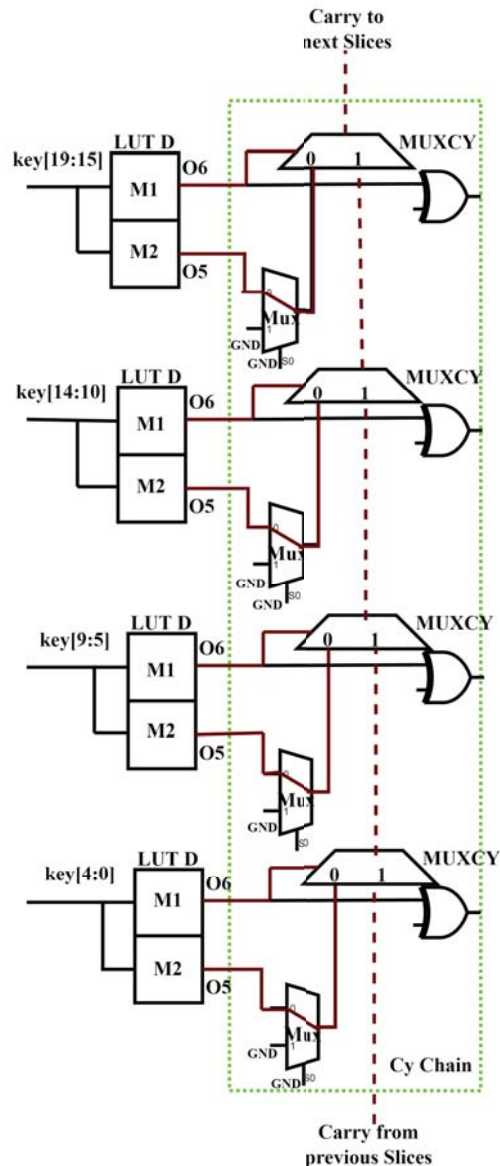 Carry to
next Slices
LUT D
MUXCY
key[19:15]
O6
0
1
M1
M2
O5
0
Mux
1
GND
S0
GND
LUT D
MUXCY
key[14:10]
O6
0
1
M1
M2
O5
0
Mux
1
GND
S0
GND
LUT D
MUXCY
key[9:5]
O6
0
1
M1
M2
O5
0
Mux
1
GND
S0
LUT D
MUXCY
key[4:0]
O6
0
1
M1
M2
O5
0
Mux
1
GND
S0
GND
Cy Chain
Carry from
previous Slices